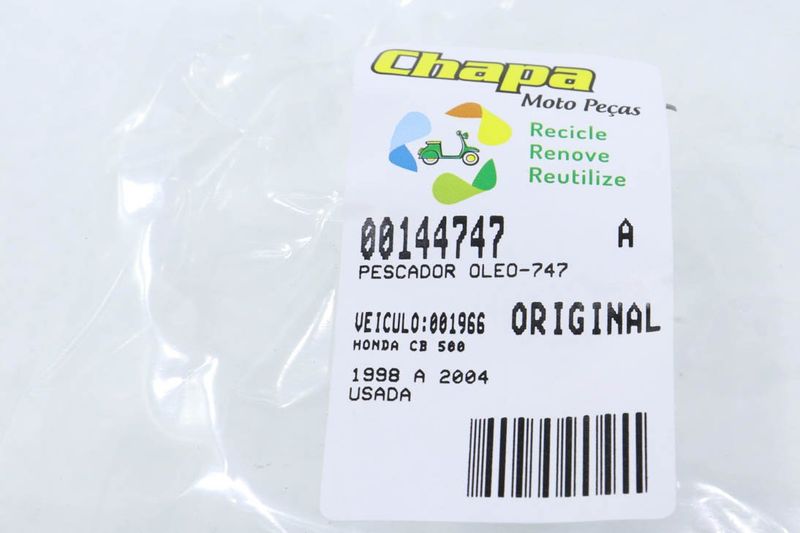 Chapa
Moto Peças
Recicle
Renove
Reutilize
00144747 A
PESCADOR OLEO-747
VEICULO:001966 ORIGINAL
HONDA CB 500
1998 A 2004
USADA